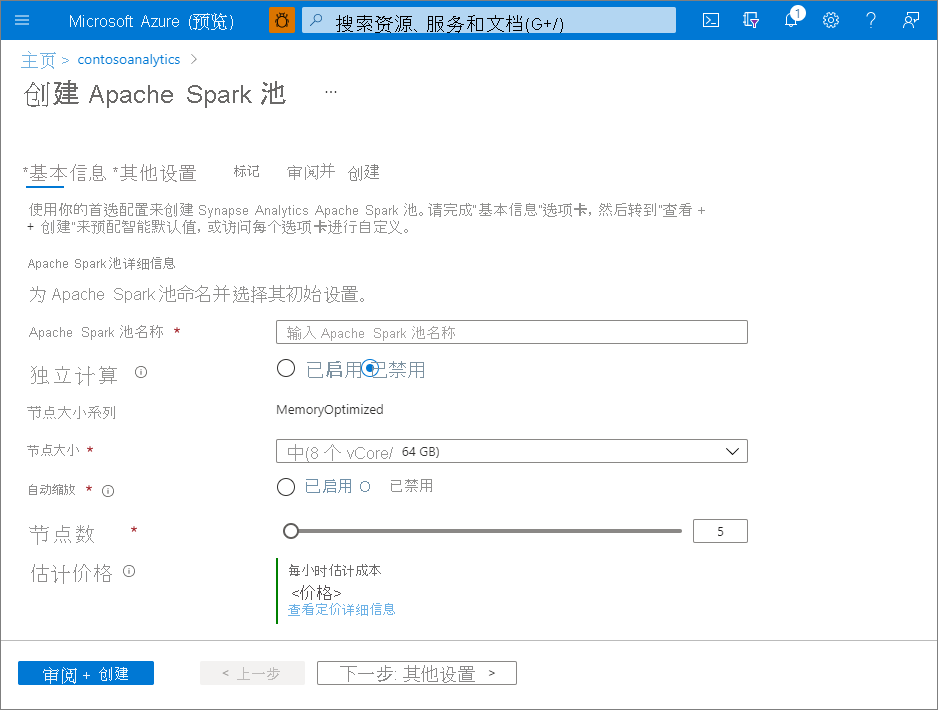 Microsoft Azure (预览) 搜索资源、服务和文档(G+/) 1
主页 > contosoanalytics >
创建 Apache Spark 池 ...
*基本信息 *其他设置 标记 审阅并 创建
使用你的首选配置来创建 Synapse Analytics Apache Spark 池。请完成"基本信息"选项卡, 然后转到"查看 +
+ 创建"来预配智能默认值, 或访问每个选项卡进行自定义。
Apache Spark池详细信息
为 Apache Spark池命名并选择其初始设置。
Apache Spark 池名称 * 输入 Apache Spark 池名称
独立计算 已启用 已禁用
节点大小系列 MemoryOptimized
节点大小 * 中(8 个 vCore/ 64 GB)
自动缩放 * 已启用 O 已禁用
节点数 * 5
估计价格 每小时估计成本
<价格>
查看定价详细信息
审阅 + 创建 < 上一步 下一步: 其他设置 >